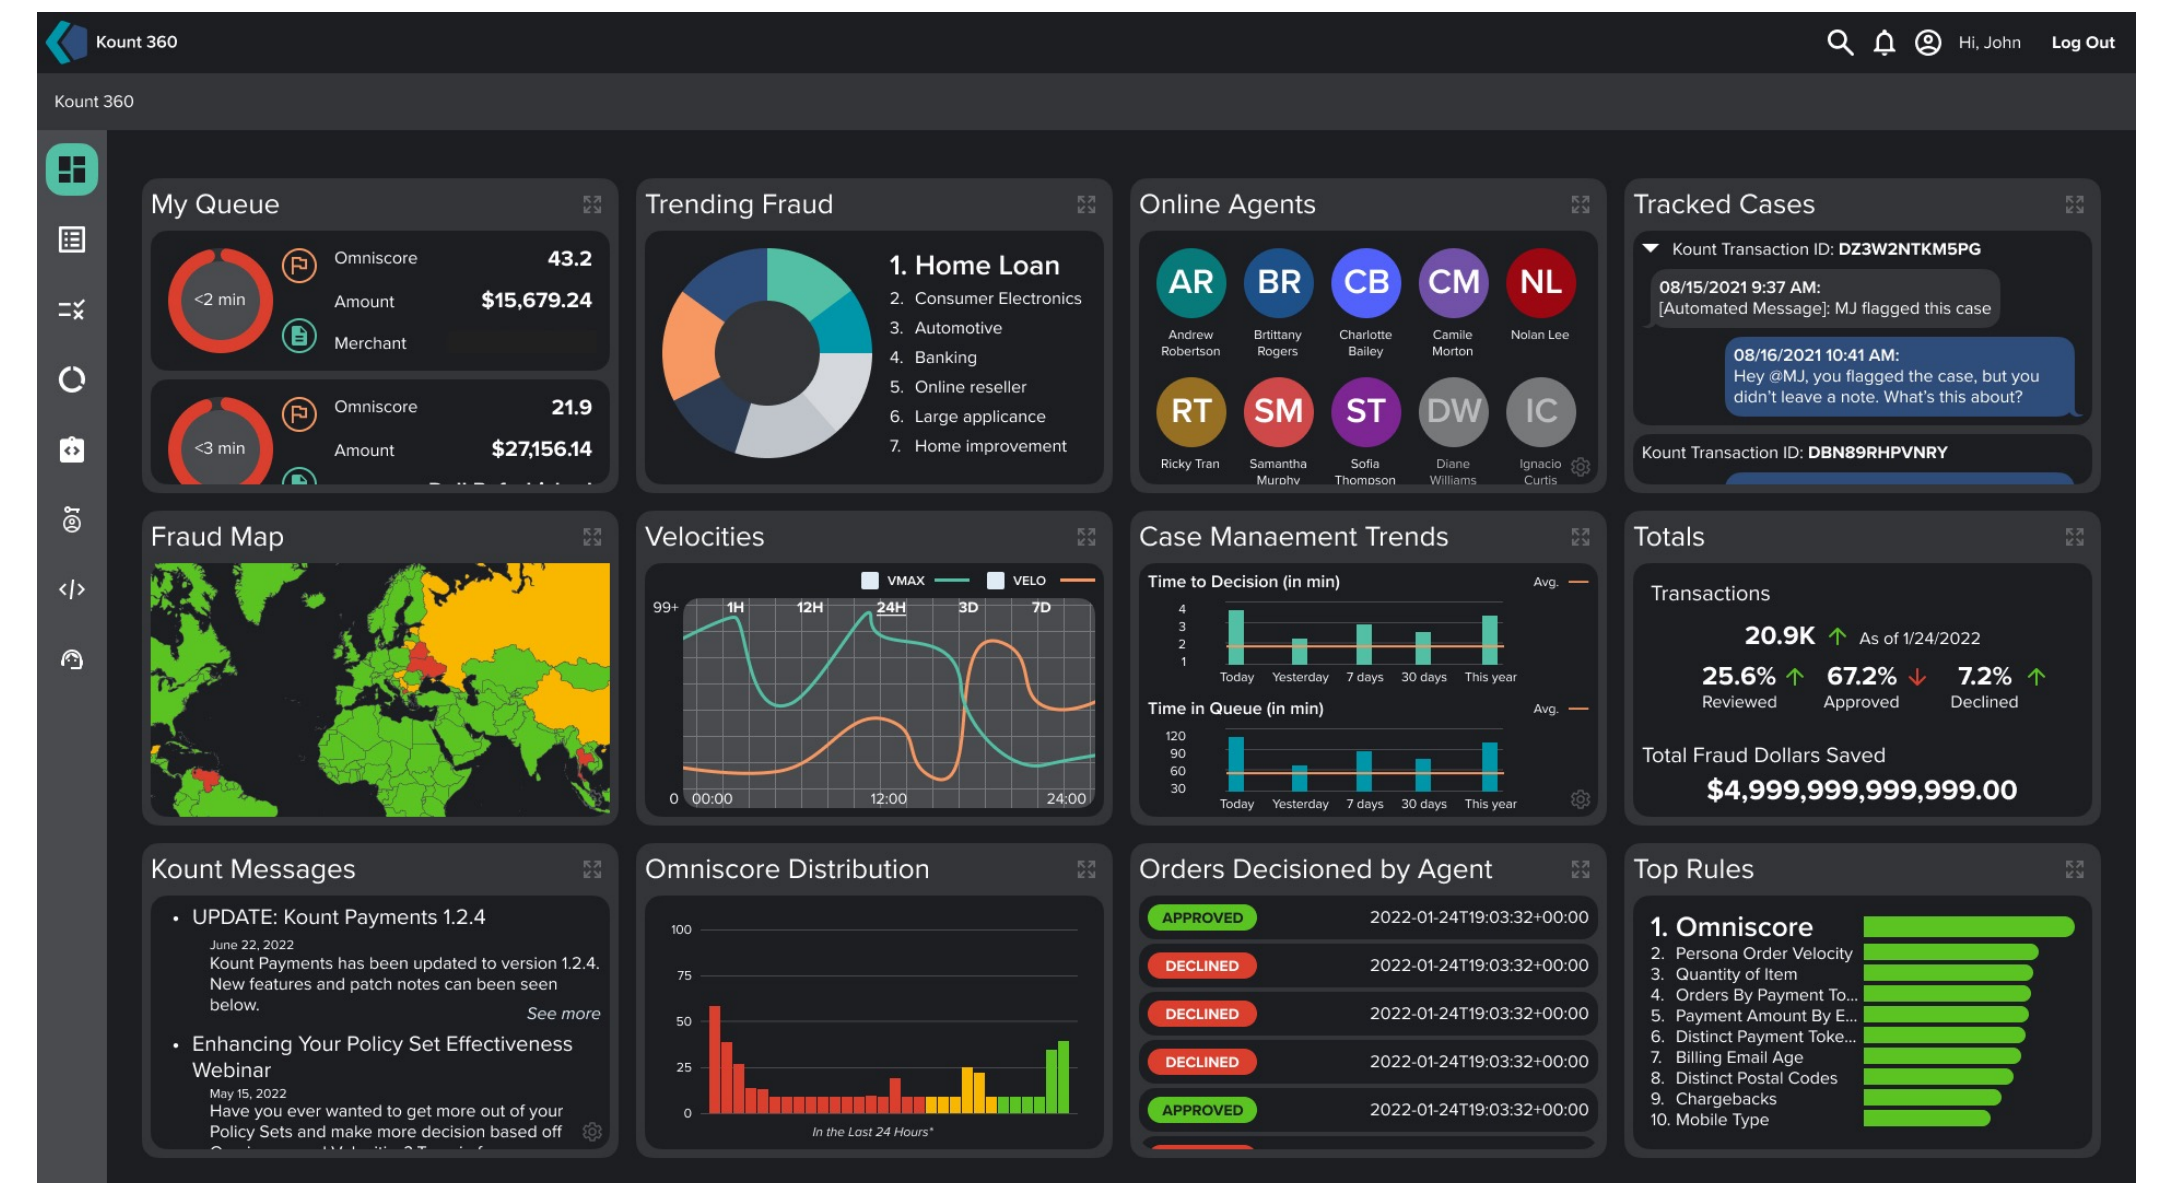 Kount 360
Hi, John
Log Out
Kount 360
My Queue
<2 min
Omniscore
43.2
Amount
$15,679.24
Merchant
<3 min
Omniscore
21.9
Amount
$27,156.14
Trending Fraud
1. Home Loan
2. Consumer Electronics
3. Automotive
4. Banking
5. Online reseller
6. Large applicance
7. Home improvement
Online Agents
AR
BR
CB
CM
NL
Andrew Robertson
Brtittany Rogers
Charlotte Bailey
Camile Morton
Nolan Lee
RT
SM
ST
DW
IC
Ricky Tran
Samantha Murphy
Sofia Thompson
Diane Williams
Ignacio Curtis
Tracked Cases
Kount Transaction ID: DZ3W2NTKM5PG
08/15/2021 9:37 AM:
[Automated Message]: MJ flagged this case
08/16/2021 10:41 AM:
Hey @MJ, you flagged the case, but you
didn't leave a note. What's this about?
Kount Transaction ID: DBN89RHPVNRY
Fraud Map
Velocities
VMAX
VELO
99+
1H
12H
24H
3D
7D
0
00:00
12:00
24:00
Case Manaement Trends
Time to Decision (in min)
Avg.
4
3
2
1
Today
Yesterday
7 days
30 days
This year
Time in Queue (in min)
Avg.
120
90
60
30
Today
Yesterday
7 days
30 days
This year
Totals
Transactions
20.9K
As of 1/24/2022
25.6%
67.2%
7.2%
Reviewed
Approved
Declined
Total Fraud Dollars Saved
$4,999,999,999,999.00
Kount Messages
• UPDATE: Kount Payments 1.2.4
June 22, 2022
Kount Payments has been updated to version 1.2.4.
New features and patch notes can been seen
below.
See more
• Enhancing Your Policy Set Effectiveness
Webinar
May 15, 2022
Have you ever wanted to get more out of your
Policy Sets and make more decision based off
Omniscore Distribution
100
75
50
25
0
In the Last 24 Hours*
Orders Decisioned by Agent
APPROVED
2022-01-24T19:03:32+00:00
DECLINED
2022-01-24T19:03:32+00:00
DECLINED
2022-01-24T19:03:32+00:00
DECLINED
2022-01-24T19:03:32+00:00
APPROVED
2022-01-24T19:03:32+00:00
Top Rules
1. Omniscore
2. Persona Order Velocity
3. Quantity of Item
4. Orders By Payment To...
5. Payment Amount By E...
6. Distinct Payment Toke...
7. Billing Email Age
8. Distinct Postal Codes
9. Chargebacks
10. Mobile Type